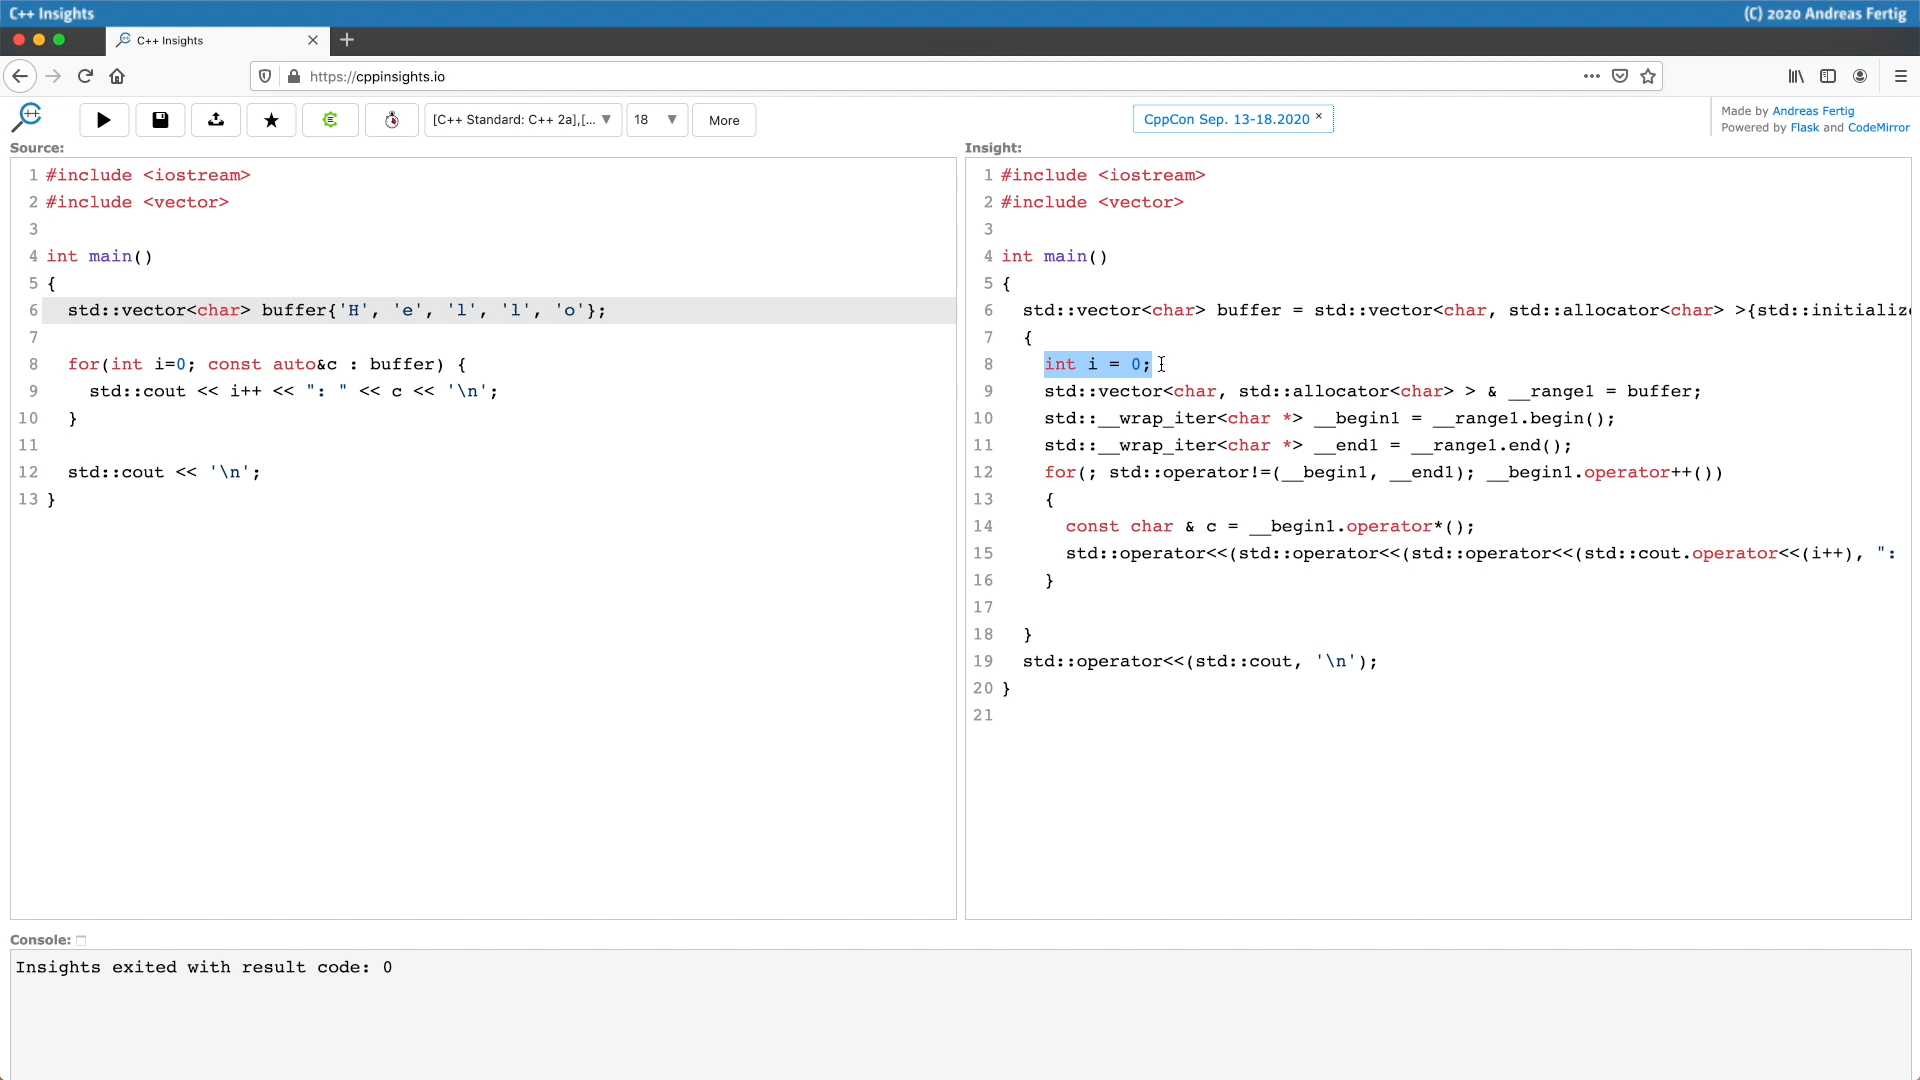 C++ Insights
(C) 2020 Andreas Fertig
C++ Insights
https://cppinsights.io
[C++ Standard: C++ 2a],[...
18
More
CppCon Sep. 13-18.2020 ×
Made by Andreas Fertig
Powered by Flask and CodeMirror
Source:
1 #include <iostream>
2 #include <vector>
3
4 int main()
5 {
6   std::vector<char> buffer{'H', 'e', 'l', 'l', 'o'};
7
8   for(int i=0; const auto&c : buffer) {
9     std::cout << i++ << ": " << c << '\n';
10   }
11
12   std::cout << '\n';
13 }
Insight:
1 #include <iostream>
2 #include <vector>
3
4 int main()
5 {
6   std::vector<char> buffer = std::vector<char, std::allocator<char> >{std::initialize
7   {
8     int i = 0;
9     std::vector<char, std::allocator<char> > & __range1 = buffer;
10     std::__wrap_iter<char *> __begin1 = __range1.begin();
11     std::__wrap_iter<char *> __end1 = __range1.end();
12     for(; std::operator!=(__begin1, __end1); __begin1.operator++())
13     {
14       const char & c = __begin1.operator*();
15       std::operator<<(std::operator<<(std::operator<<(std::cout.operator<<(i++), ":
16     }
17
18   }
19   std::operator<<(std::cout, '\n');
20 }
21
Console:
Insights exited with result code: 0